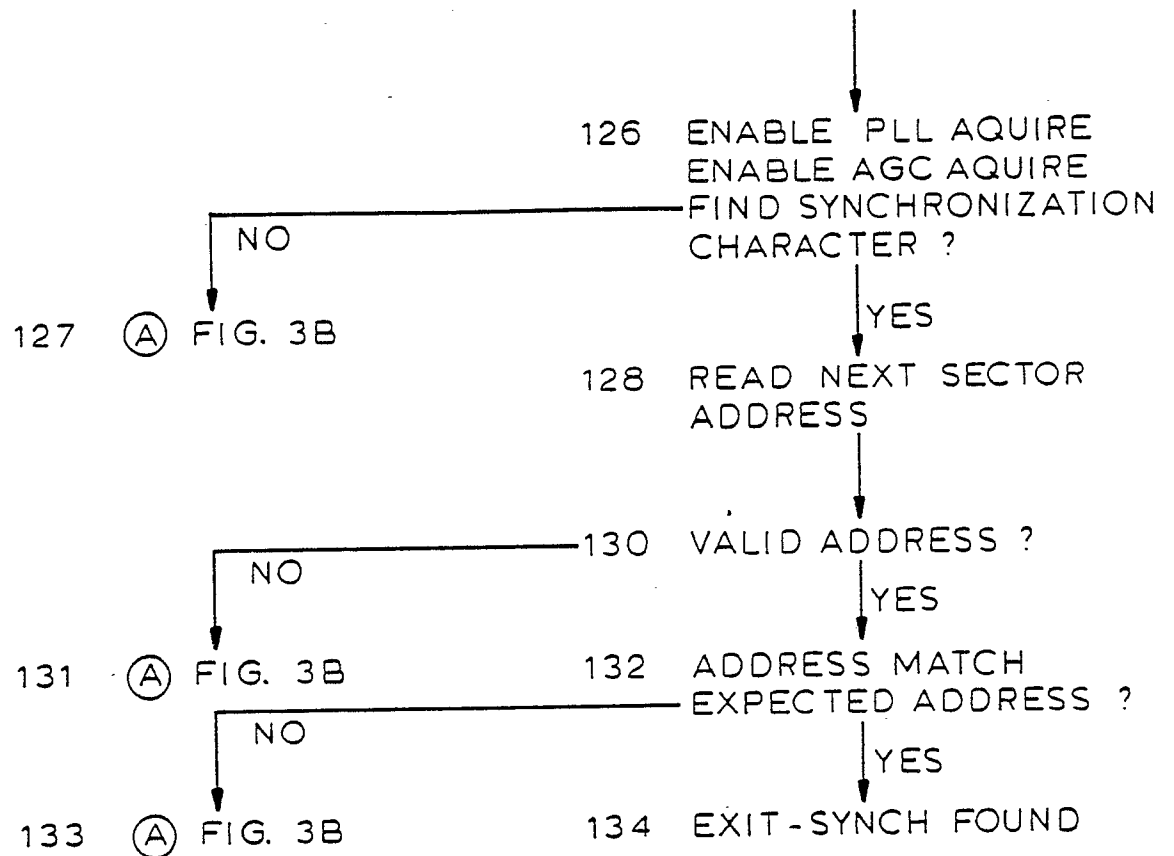 126 ENABLE PLL AQUIRE
ENABLE AGC AQUIRE
FIND SYNCHRONIZATION
CHARACTER ?
NO
YES
127 A FIG. 3B
128 READ NEXT SECTOR
ADDRESS
130 VALID ADDRESS ?
NO
YES
131 A FIG. 3B
132 ADDRESS MATCH
EXPECTED ADDRESS ?
NO
YES
133 A FIG. 3B
134 EXIT-SYNCH FOUND